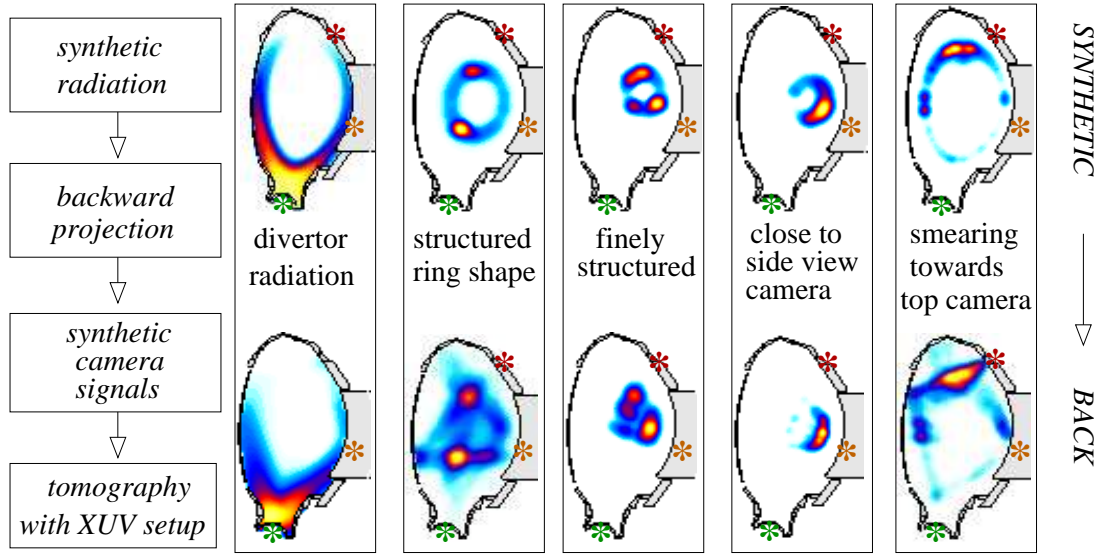 synthetic
radiation
backward
projection
synthetic
camera
signals
tomography
with XUV setup
divertor
radiation
structured
ring shape
finely
structured
close to
side view
camera
smearing
towards
top camera
SYNTHETIC
BACK